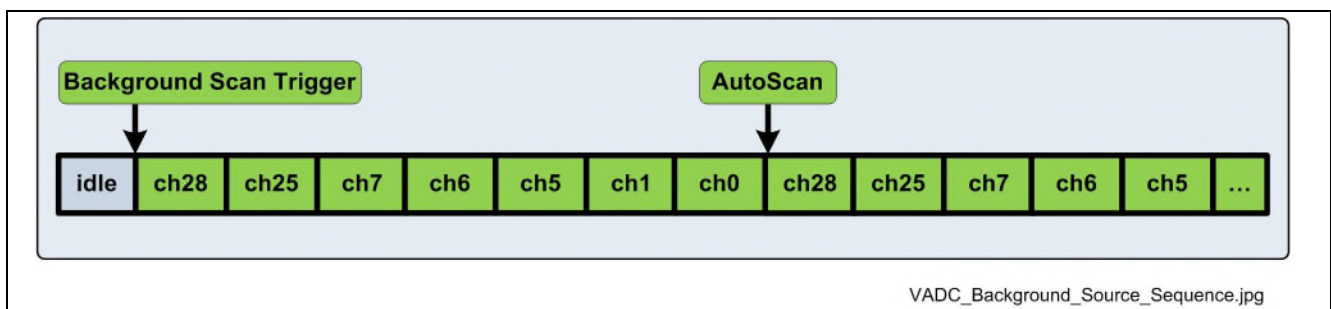 Background Scan Trigger AutoScan
idle ch28 ch25 ch7 ch6 ch5 ch1 ch0 ch28 ch25 ch7 ch6 ch5 ...
VADC_Background_Source_Sequence.jpg